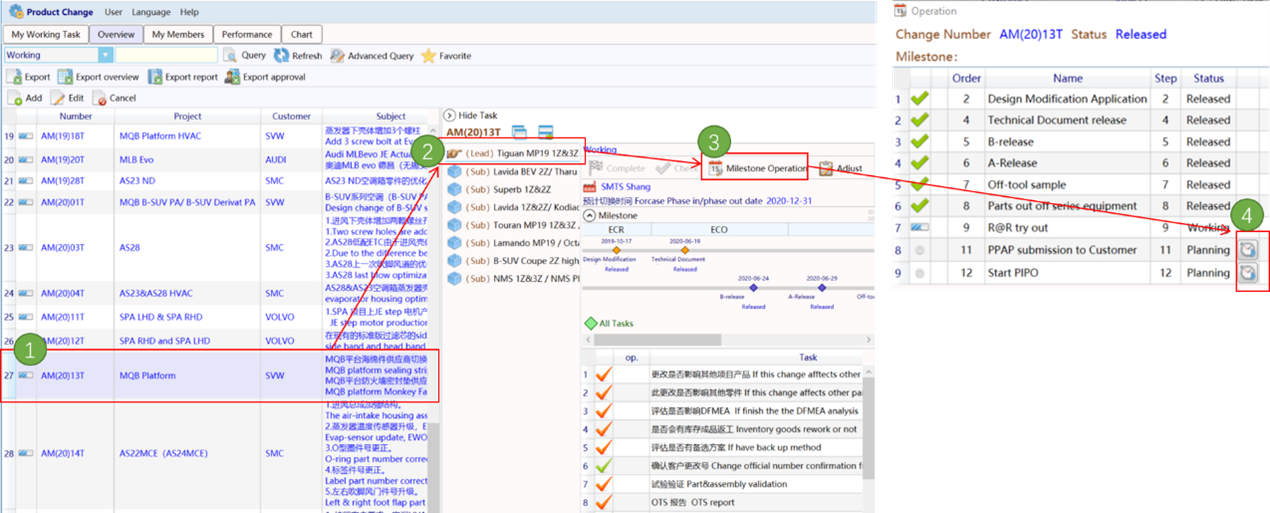 Product Change User Language Help
My Working Task Overview My Members Performance Chart
Working Query Refresh Advanced Query Favorite
Export Export overview Export report Export approval
Add Edit Cancel
Number Project Customer Subject
19 AM(19)18T MQB Platform HVAC SVW
蒸发器下壳体增加3个螺柱
Add 3 screw bolt at Ev
20 AM(19)20T MLB Evo AUDI
Audi MLBevo JE Actua
21 AM(19)28T AS23 ND SMC AS23 ND空调箱零件的优化
22 AM(20)01T MQB B-SUV PA/ B-SUV Derivat PA SVW
B-SUV系列空调（B-SUV PA
Design change of B-SUV s
23 AM(20)03T AS28 SMC
1.进风下壳体增加两颗螺丝孔
1.Two screw holes are add
2.AS28低配ETC由于进风壳
2.Due to the difference be
3.AS28上一次吹脚风道的优
3.AS28 last blow optimiza
24 AM(20)04T AS23&AS28 HVAC SMC
AS28&AS23空调箱蒸发器壳
evaporator housing optim
25 AM(20)11T SPA LHD & SPA RHD VOLVO
1.SPA 项目上JE step 电机产
JE step motor production
26 AM(20)12T SPA RHD and SPA LHD VOLVO
在现有的标准版过滤芯的sid
side band and head band
27 AM(20)13T MQB Platform SVW
MQB平台海绵件供应商切换
MQB platform sealing stri
MQB平台防火墙密封垫供应
MQB platform Monkey Fa
28 AM(20)14T AS22MCE (AS24MCE) SMC
1.进风总成加强结构。
The air-intake housing ass
2.蒸发器温度传感器升级，E
Evap-sensor update, EWO
3.O型圈件号更正。
O-ring part number correc
4.标签件号更正。
Label part number correct
5.左右吹脚风门件号升级。
Left & right foot flap part
1
2
3
4
Hide Task
AM(20)13T
(Lead) Tiguan MP19 1Z&3Z
(Sub) Lavida BEV 2Z/ Tharu
(Sub) Superb 1Z&2Z
(Sub) Lavida 1Z&2Z/ Kodiac
(Sub) Touran MP19 1Z&3Z
(Sub) Lamando MP19 / Octa
(Sub) B-SUV Coupe 2Z high
(Sub) NMS 1Z&3Z / NMS P
Working
Complete Check Milestone Operation Adjust
SMTS Shang
预计切换时间 Forcase Phase in/phase out date 2020-12-31
Milestone
ECR ECO
2019-10-17 2020-06-19
Design Modification Technical Document
Released Released
2020-06-24 2020-06-29
B-release A-Release Off-to
Released Released
All Tasks
op. Task
1 更改是否影响其他项目产品 If this change afftects other
2 此更改是否影响其他零件 If this change affects other pa
3 评估是否影响DFMEA If finish the the DFMEA analysis
4 是否会有库存成品返工 Inventory goods rework or not
5 评估是否有备选方案 If have back up method
6 确认客户更改号 Change official number confirmation f
7 试验验证 Part&assembly validation
8 OTS 报告 OTS report
Operation
Change Number AM(20)13T Status Released
Milestone:
Order Name Step Status
1 2 Design Modification Application 2 Released
2 4 Technical Document release 4 Released
3 5 B-release 5 Released
4 6 A-Release 6 Released
5 7 Off-tool sample 7 Released
6 8 Parts out off series equipment 8 Released
7 9 R@R try out 9 Working
8 11 PPAP submission to Customer 11 Planning
9 12 Start PIPO 12 Planning